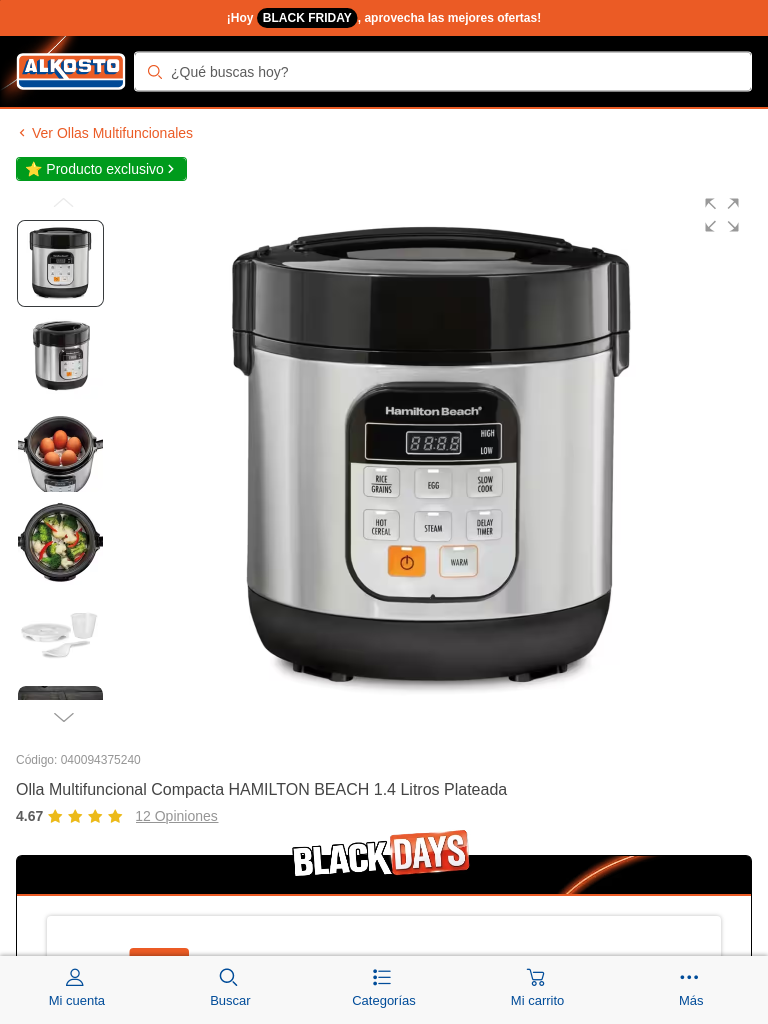 ¡Hoy BLACK FRIDAY, aprovecha las mejores ofertas!
ALKOSTO
¿Qué buscas hoy?
Ver Ollas Multifuncionales
Producto exclusivo
Hamilton Beach
88:88
HIGH
LOW
RICE
GRAINS
EGG
SLOW
COOK
HOT
CEREAL
STEAM
DELAY
TIMER
WARM
Código: 040094375240
Olla Multifuncional Compacta HAMILTON BEACH 1.4 Litros Plateada
4.67
12 Opiniones
BLACK DAYS
Mi cuenta
Buscar
Categorías
Mi carrito
Más